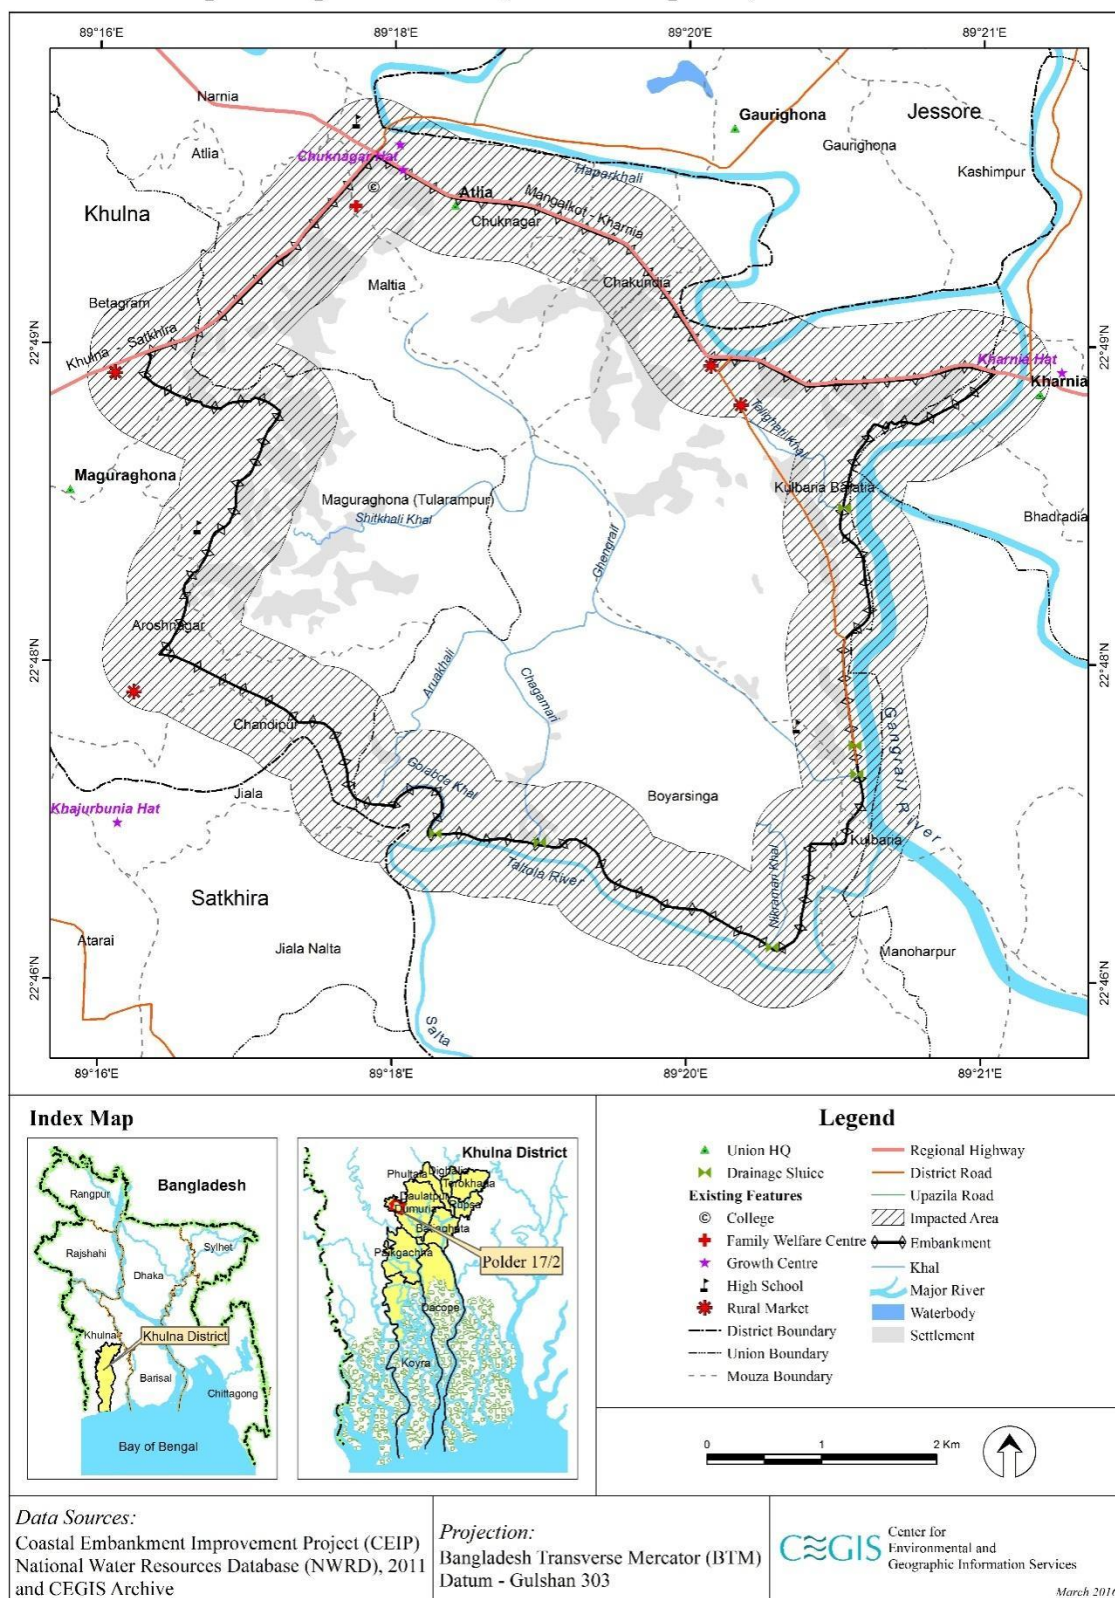 89°16'E 89°18'E 89°20'E 89°21'E
Narnia
Atlia
Chuknagar Hat
Gaurighona
Jessore
Gaurighona
Kashimpur
Haparkhali
Khulna
Atlia
Mangalkot - Kharnia
Chuknagar
Maltia
Chakundia
Betagram
22°49'N
22°49'N
Khulna - Satkhira
Kharnia Hat
Kharnia
Telighati Khal
Maguraghona
Maguraghona (Tularampur)
Shitkhali Khal
Kulbaria Baratia
Bhadradia
Ghengrail
Aroshnagar
22°48'N
22°48'N
Aruakhali
Chagamari
Chandipur
Gangrail River
Golabda Khal
Jiala
Boyarsinga
Khajurbunia Hat
Kulbaria
Taltola River
Nikramari Khal
Satkhira
Atarai
Jiala Nalta
Manoharpur
22°46'N
22°46'N
Salta
89°16'E 89°18'E 89°20'E 89°21'E
Index Map
Bangladesh
Rangpur
Rajshahi
Sylhet
Dhaka
Khulna
Khulna District
Barisal
Chittagong
Bay of Bengal
Khulna District
Phultala
Dighalia
Terokhada
Daulatpur
Dumuria
Rupsa
Batiaghata
Paikgachha
Polder 17/2
Dacope
Koyra
Legend
Union HQ
Drainage Sluice
Existing Features
College
Family Welfare Centre
Growth Centre
High School
Rural Market
District Boundary
Union Boundary
Mouza Boundary
Regional Highway
District Road
Upazila Road
Impacted Area
Embankment
Khal
Major River
Waterbody
Settlement
0 1 2 Km
Data Sources:
Coastal Embankment Improvement Project (CEIP)
National Water Resources Database (NWRD), 2011
and CEGIS Archive
Projection:
Bangladesh Transverse Mercator (BTM)
Datum - Gulshan 303
CEGIS
Center for
Environmental and
Geographic Information Services
March 2016